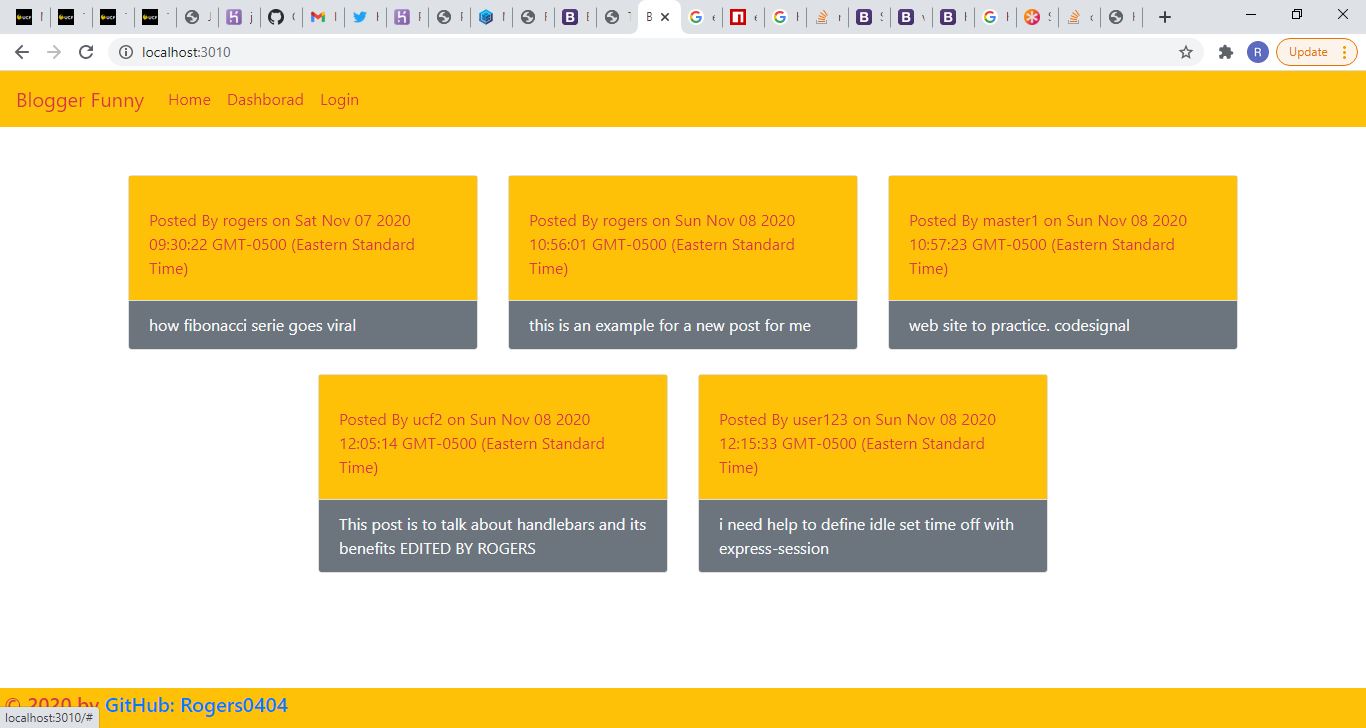 localhost:3010
Update
Blogger Funny Home Dashborad Login
Posted By rogers on Sat Nov 07 2020
09:30:22 GMT-0500 (Eastern Standard
Time)
how fibonacci serie goes viral
Posted By rogers on Sun Nov 08 2020
10:56:01 GMT-0500 (Eastern Standard
Time)
this is an example for a new post for me
Posted By master1 on Sun Nov 08 2020
10:57:23 GMT-0500 (Eastern Standard
Time)
web site to practice. codesignal
Posted By ucf2 on Sun Nov 08 2020
12:05:14 GMT-0500 (Eastern Standard
Time)
This post is to talk about handlebars and its
benefits EDITED BY ROGERS
Posted By user123 on Sun Nov 08 2020
12:15:33 GMT-0500 (Eastern Standard
Time)
i need help to define idle set time off with
express-session
© 2020 by GitHub: Rogers0404
localhost:3010/#